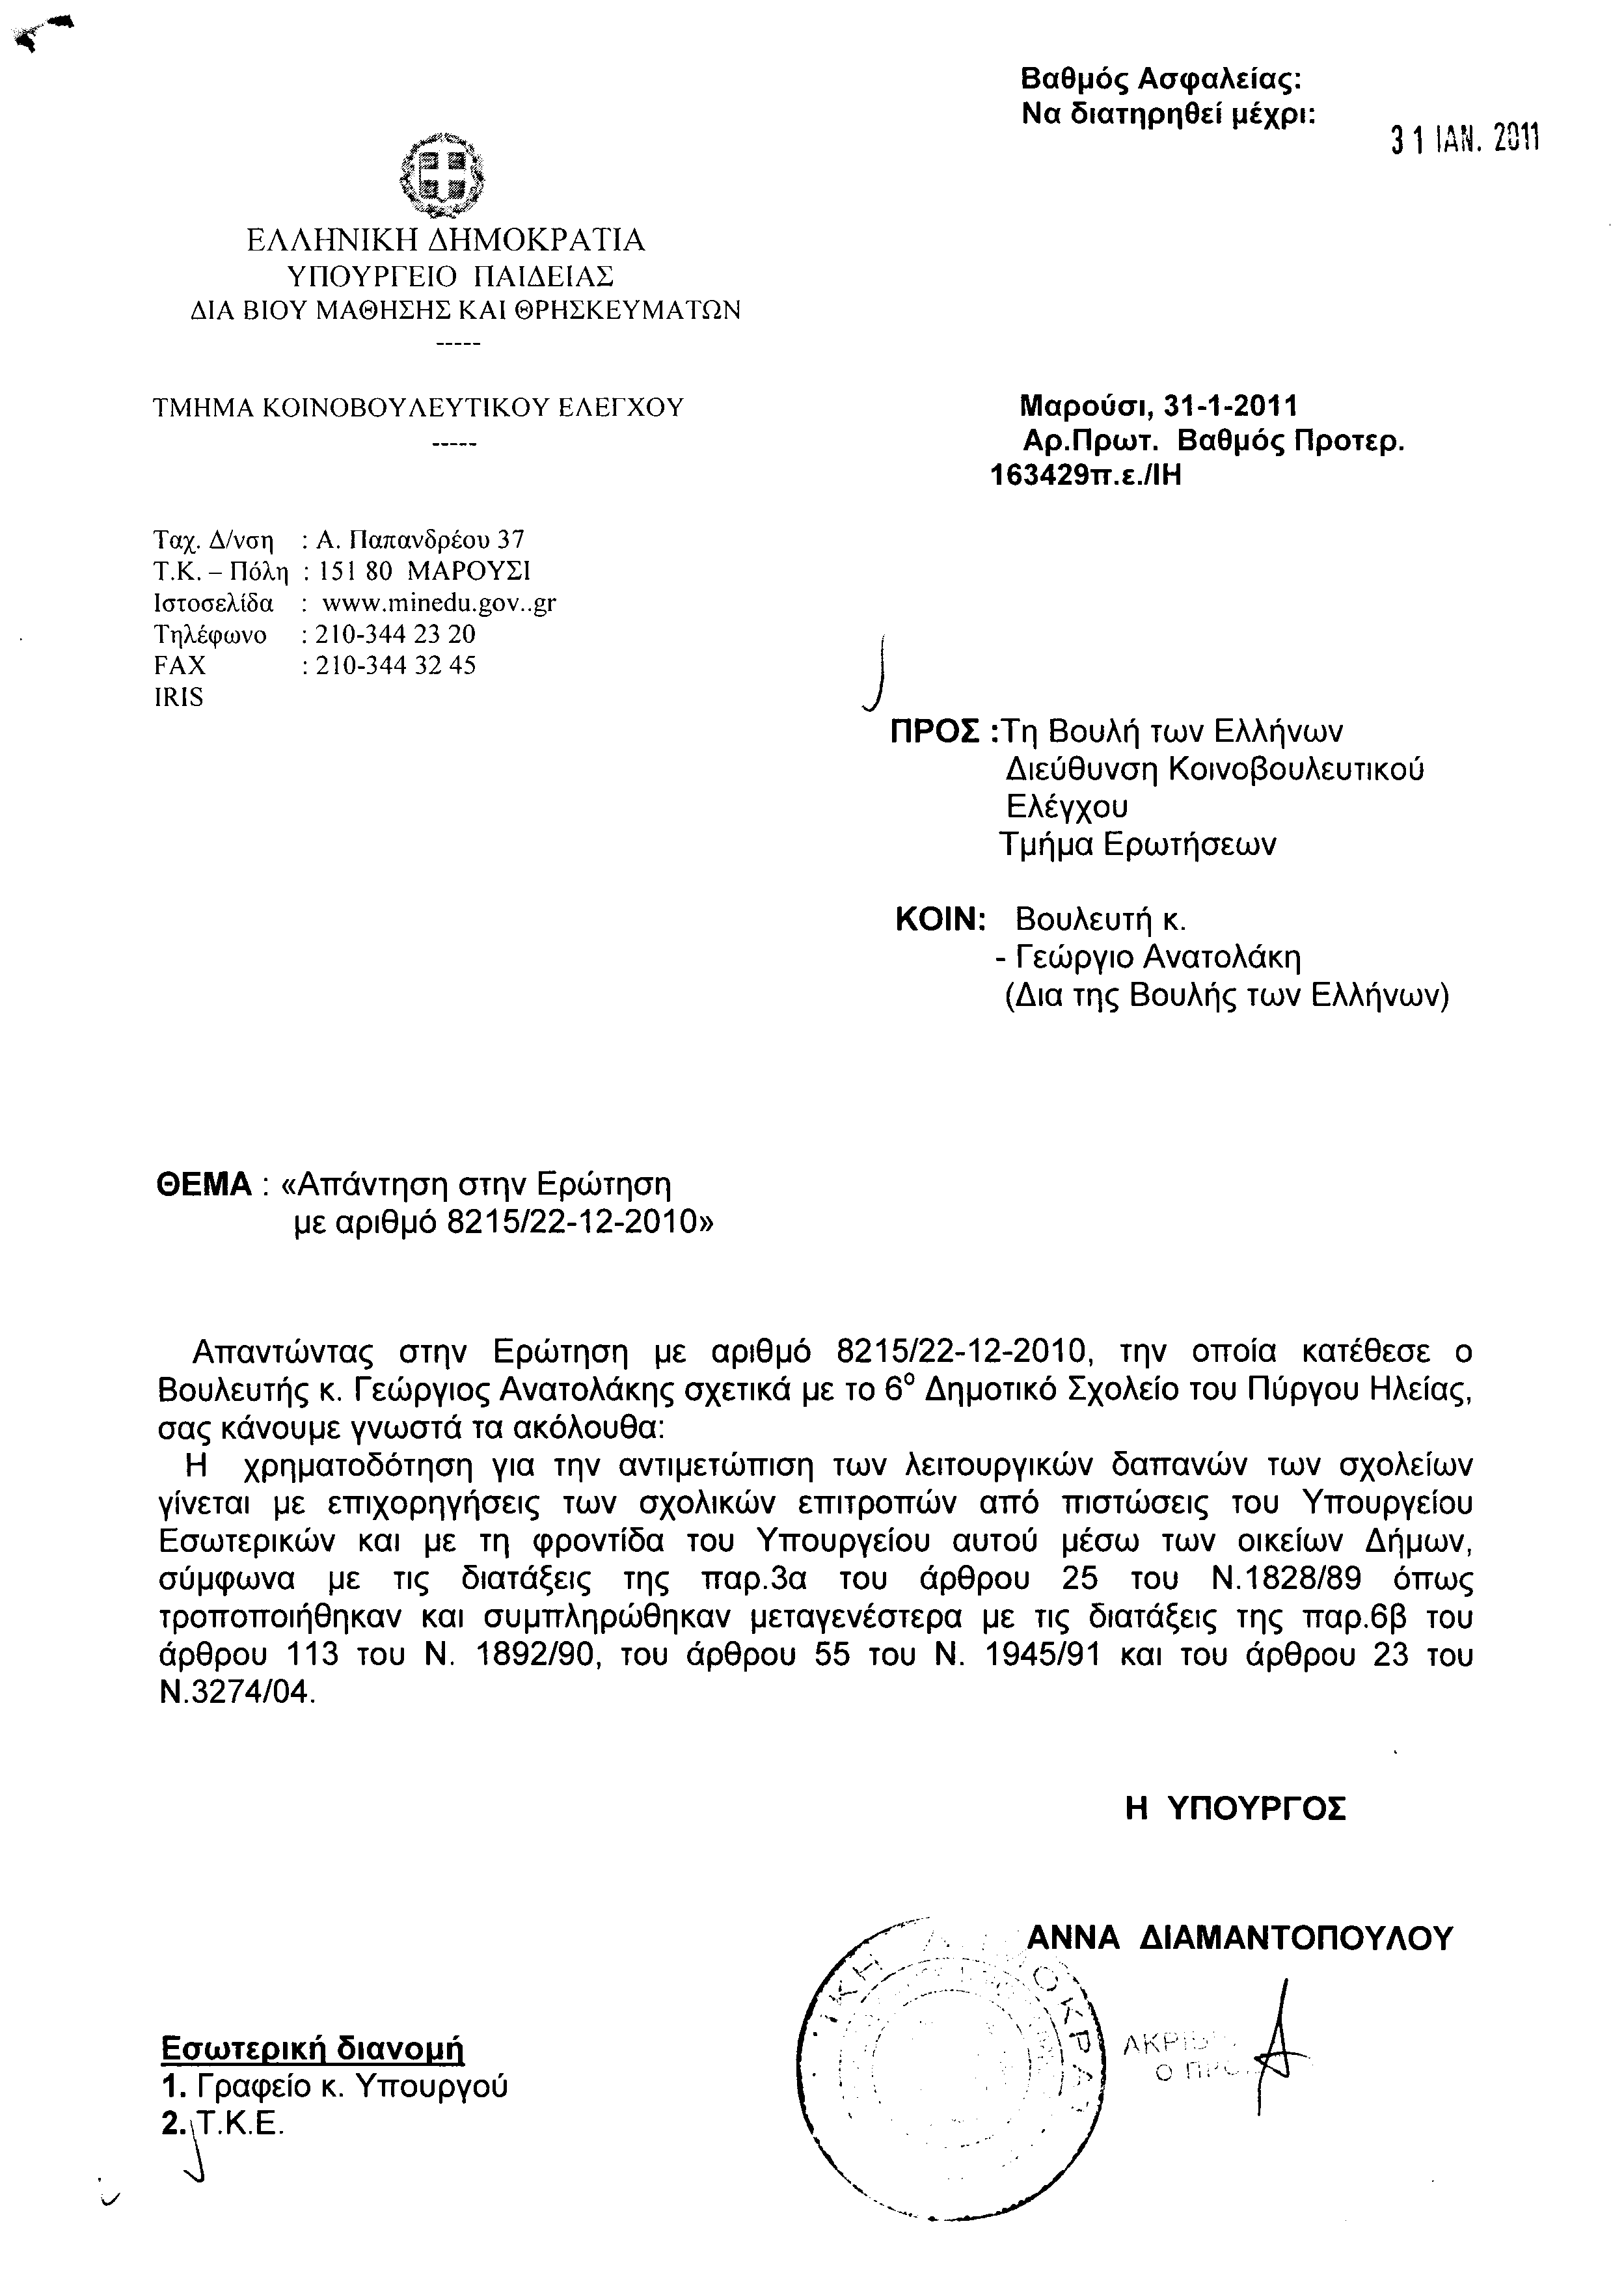 Βαθμός Ασφαλείας:
Να διατηρηθεί μέχρι:
31 ΙΑΝ. 2011
ΕΛΛΗΝΙΚΗ ΔΗΜΟΚΡΑΤΙΑ
ΥΠΟΥΡΓΕΙΟ ΠΑΙΔΕΙΑΣ
ΔΙΑ ΒΙΟΥ ΜΑΘΗΣΗΣ ΚΑΙ ΘΡΗΣΚΕΥΜΑΤΩΝ
-----
ΤΜΗΜΑ ΚΟΙΝΟΒΟΥΛΕΥΤΙΚΟΥ ΕΛΕΓΧΟΥ
-----
Μαρούσι, 31-1-2011
Αρ.Πρωτ. Βαθμός Προτερ.
163429π.ε./ΙΗ
Ταχ. Δ/νση : Α. Παπανδρέου 37
Τ.Κ. – Πόλη : 151 80 ΜΑΡΟΥΣΙ
Ιστοσελίδα : www.minedu.gov..gr
Τηλέφωνο : 210-344 23 20
FAX : 210-344 32 45
IRIS
ΠΡΟΣ :Τη Βουλή των Ελλήνων
Διεύθυνση Κοινοβουλευτικού
Ελέγχου
Τμήμα Ερωτήσεων
ΚΟΙΝ: Βουλευτή κ.
- Γεώργιο Ανατολάκη
(Δια της Βουλής των Ελλήνων)
ΘΕΜΑ : «Απάντηση στην Ερώτηση
με αριθμό 8215/22-12-2010»
Απαντώντας στην Ερώτηση με αριθμό 8215/22-12-2010, την οποία κατέθεσε ο
Βουλευτής κ. Γεώργιος Ανατολάκης σχετικά με το 6ο Δημοτικό Σχολείο του Πύργου Ηλείας,
σας κάνουμε γνωστά τα ακόλουθα:
Η χρηματοδότηση για την αντιμετώπιση των λειτουργικών δαπανών των σχολείων
γίνεται με επιχορηγήσεις των σχολικών επιτροπών από πιστώσεις του Υπουργείου
Εσωτερικών και με τη φροντίδα του Υπουργείου αυτού μέσω των οικείων Δήμων,
σύμφωνα με τις διατάξεις της παρ.3α του άρθρου 25 του Ν.1828/89 όπως
τροποποιήθηκαν και συμπληρώθηκαν μεταγενέστερα με τις διατάξεις της παρ.6β του
άρθρου 113 του Ν. 1892/90, του άρθρου 55 του Ν. 1945/91 και του άρθρου 23 του
Ν.3274/04.
Η ΥΠΟΥΡΓΟΣ
ΑΝΝΑ ΔΙΑΜΑΝΤΟΠΟΥΛΟΥ
Εσωτερική διανομή
1. Γραφείο κ. Υπουργού
2. Τ.Κ.Ε.